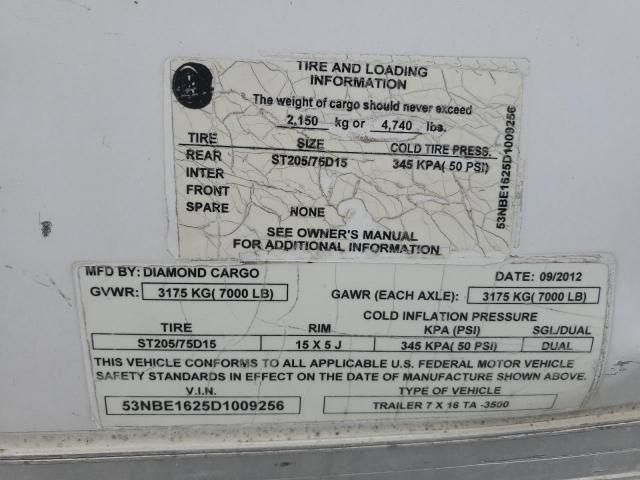 TIRE AND LOADING
INFORMATION
The weight of cargo should never exceed
2,150 kg or 4,740 lbs.
TIRE SIZE COLD TIRE PRESS.
REAR ST205/75D15 345 KPA( 50 PSI)
INTER
FRONT
SPARE NONE
SEE OWNER'S MANUAL
FOR ADDITIONAL INFORMATION
53NBE1625D1009256
MFD BY: DIAMOND CARGO DATE: 09/2012
GVWR: 3175 KG( 7000 LB) GAWR (EACH AXLE): 3175 KG( 7000 LB)
COLD INFLATION PRESSURE
TIRE RIM KPA (PSI) SGL/DUAL
ST205/75D15 15 X 5 J 345 KPA( 50 PSI) DUAL
THIS VEHICLE CONFORMS TO ALL APPLICABLE U.S. FEDERAL MOTOR VEHICLE
SAFETY STANDARDS IN EFFECT ON THE DATE OF MANUFACTURE SHOWN ABOVE.
V.I.N. TYPE OF VEHICLE
53NBE1625D1009256 TRAILER 7 X 16 TA -3500